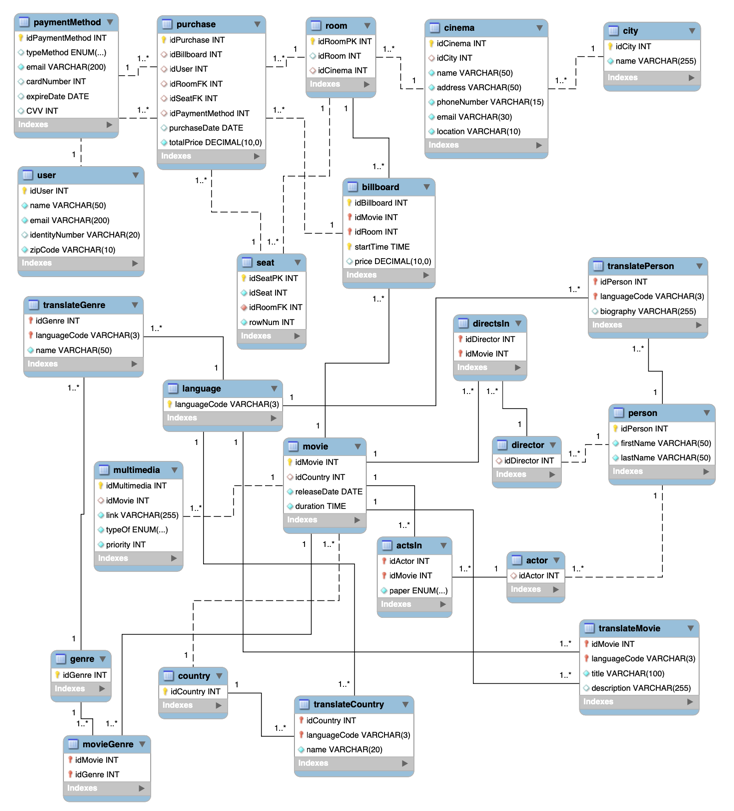 paymentMethod
idPaymentMethod INT
typeMethod ENUM(...)
email VARCHAR(200)
cardNumber INT
expireDate DATE
CVV INT
Indexes
1..*
1..*
1
purchase
idPurchase INT
idBillboard INT
idUser INT
idRoomFK INT
idSeatFK INT
idPaymentMethod INT
purchaseDate DATE
totalPrice DECIMAL(10,0)
Indexes
1..*
1..*
1..*
1
room
idRoomPK INT
idRoom INT
idCinema INT
Indexes
1..*
1
1
1
cinema
idCinema INT
idCity INT
name VARCHAR(50)
address VARCHAR(50)
phoneNumber VARCHAR(15)
email VARCHAR(30)
location VARCHAR(10)
Indexes
1..*
1
city
idCity INT
name VARCHAR(255)
Indexes
1
user
idUser INT
name VARCHAR(50)
email VARCHAR(200)
identityNumber VARCHAR(20)
zipCode VARCHAR(10)
Indexes
1..*
1
billboard
idBillboard INT
idMovie INT
idRoom INT
startTime TIME
price DECIMAL(10,0)
Indexes
1..*
1
1..*
seat
idSeatPK INT
idSeat INT
idRoomFK INT
rowNum INT
Indexes
translatePerson
idPerson INT
languageCode VARCHAR(3)
biography VARCHAR(255)
Indexes
1..*
1..*
translateGenre
idGenre INT
languageCode VARCHAR(3)
name VARCHAR(50)
Indexes
1..*
1..*
directsIn
idDirector INT
idMovie INT
Indexes
1..*
1..*
1
language
languageCode VARCHAR(3)
Indexes
1
1
1
1
person
idPerson INT
firstName VARCHAR(50)
lastName VARCHAR(50)
Indexes
1
1
1
director
idDirector INT
Indexes
1
1..*
movie
idMovie INT
idCountry INT
releaseDate DATE
duration TIME
Indexes
1
1
1
1
1
1
1..*
multimedia
idMultimedia INT
idMovie INT
link VARCHAR(255)
typeOf ENUM(...)
priority INT
Indexes
1..*
actsIn
idActor INT
idMovie INT
paper ENUM(...)
Indexes
1..*
1..*
actor
idActor INT
Indexes
1
1..*
translateMovie
idMovie INT
languageCode VARCHAR(3)
title VARCHAR(100)
description VARCHAR(255)
Indexes
1..*
1..*
genre
idGenre INT
Indexes
1
1
country
idCountry INT
Indexes
1
1
translateCountry
idCountry INT
languageCode VARCHAR(3)
name VARCHAR(20)
Indexes
1..*
1..*
movieGenre
idMovie INT
idGenre INT
Indexes
1..*
1..*